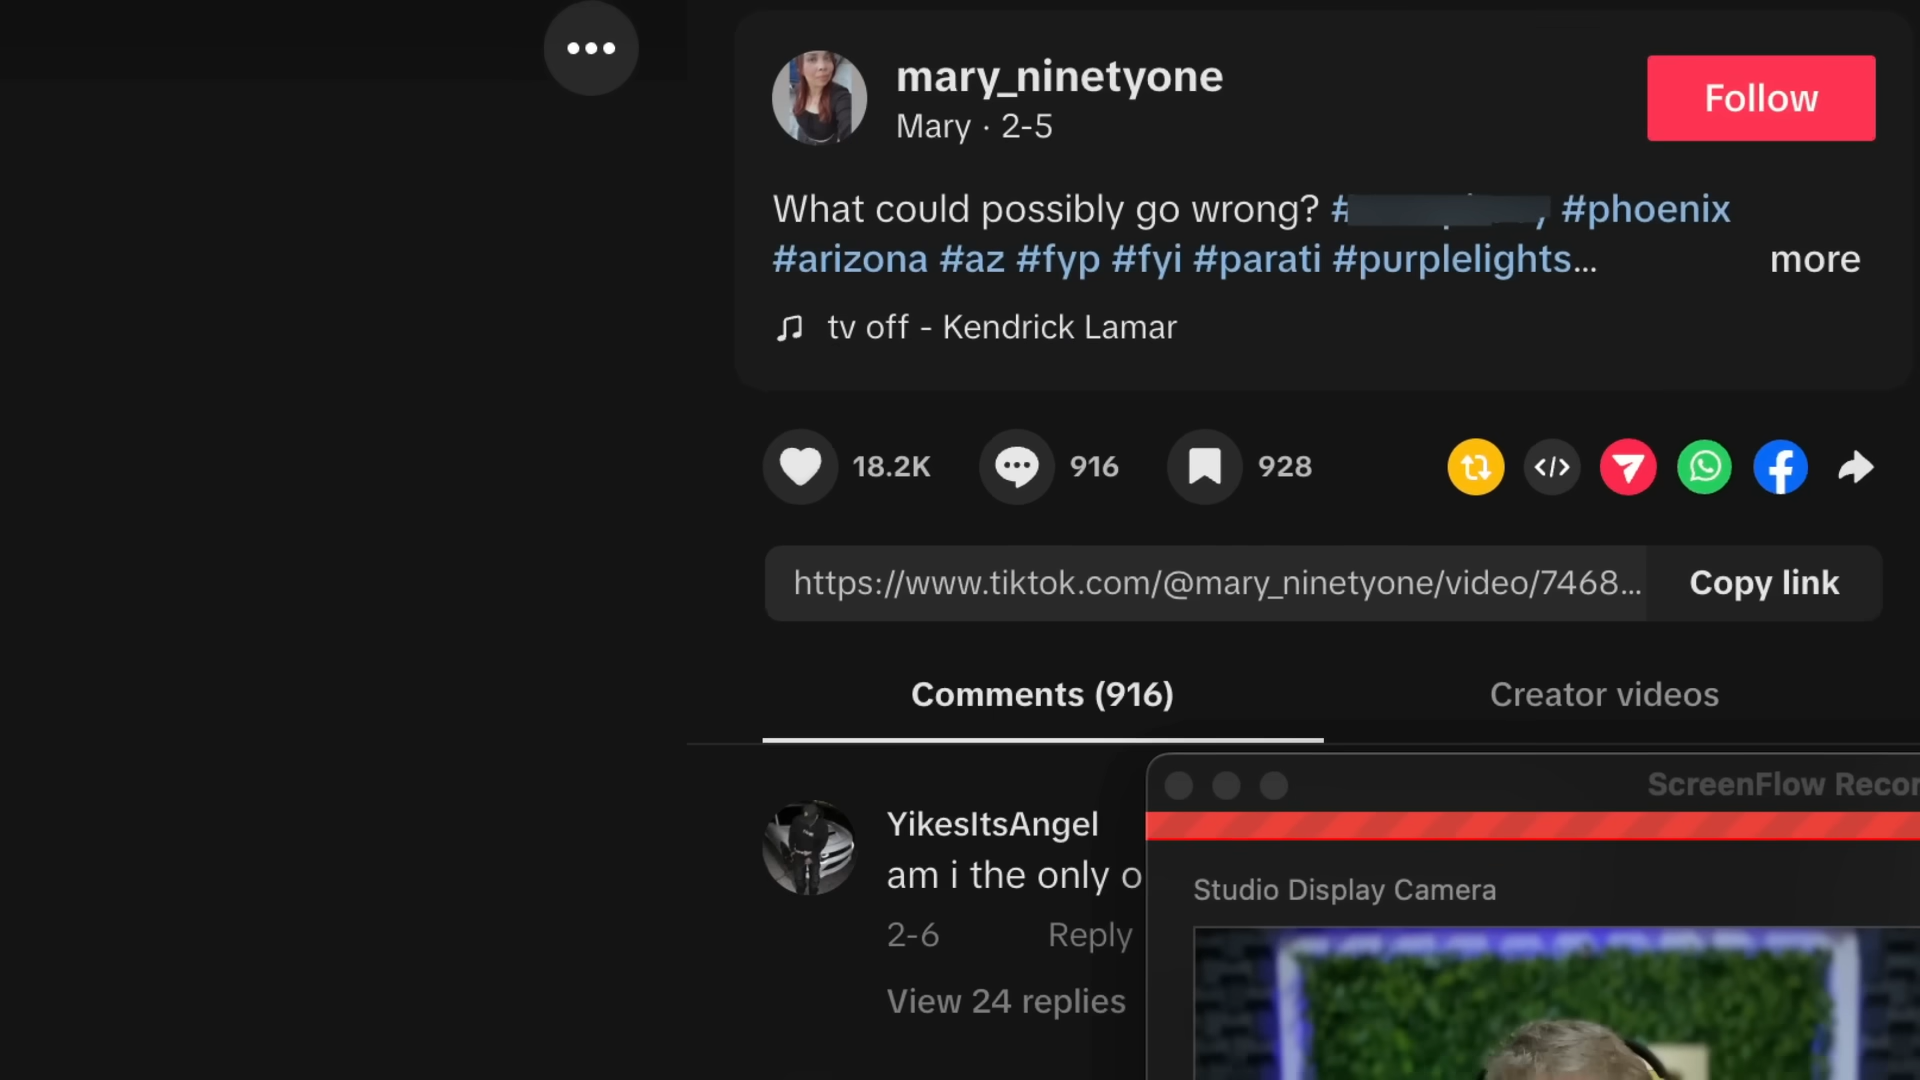 mary_ninetyone
Mary · 2-5
Follow
What could possibly go wrong? # #phoenix
#arizona #az #fyp #fyi #parati #purplelights... more
tv off - Kendrick Lamar
18.2K 916 928
https://www.tiktok.com/@mary_ninetyone/video/7468... Copy link
Comments (916) Creator videos
YikesItsAngel
am i the only o
2-6 Reply
View 24 replies
ScreenFlow Recor
Studio Display Camera